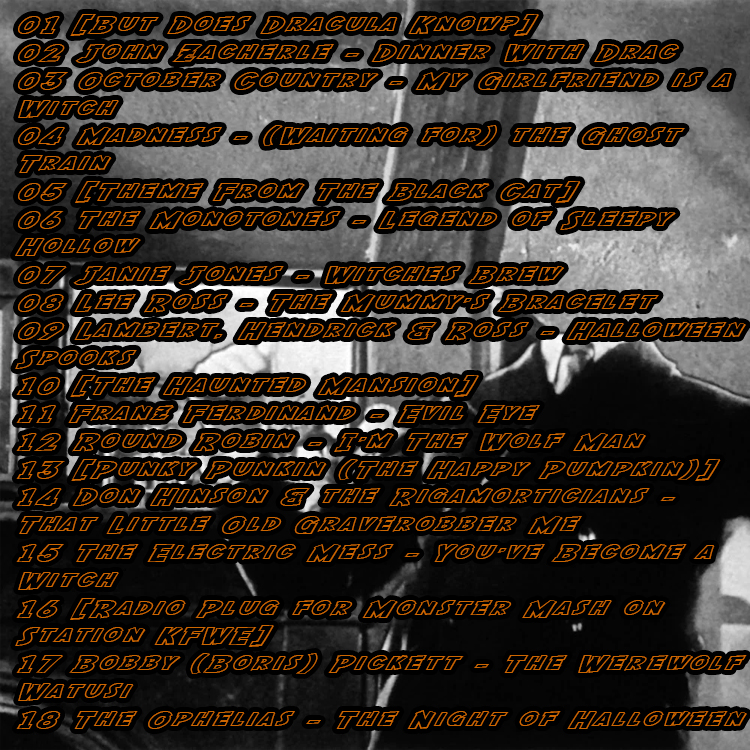 01 [But Does Dracula Know?]
02 John Zacherle - Dinner With Drac
03 October Country - My Girlfriend is a
Witch
04 Madness - (Waiting for) the Ghost
Train
05 [Theme From The Black Cat]
06 The Monotones - Legend of Sleepy
Hollow
07 Janie Jones - Witches Brew
08 Lee Ross - The Mummy's Bracelet
09 Lambert, Hendrick & Ross - Halloween
Spooks
10 [The Haunted Mansion]
11 Franz Ferdinand - Evil Eye
12 Round Robin - I'm The Wolf Man
13 [Punky Punkin (The Happy Pumpkin)]
14 Don Hinson & the Rigamorticians -
That Little Old Graverobber Me
15 The Electric Mess - You've Become a
Witch
16 [Radio Plug for Monster Mash on
Station KFWE]
17 Bobby (Boris) Pickett - The Werewolf
Watusi
18 The Ophelias - The Night of Halloween